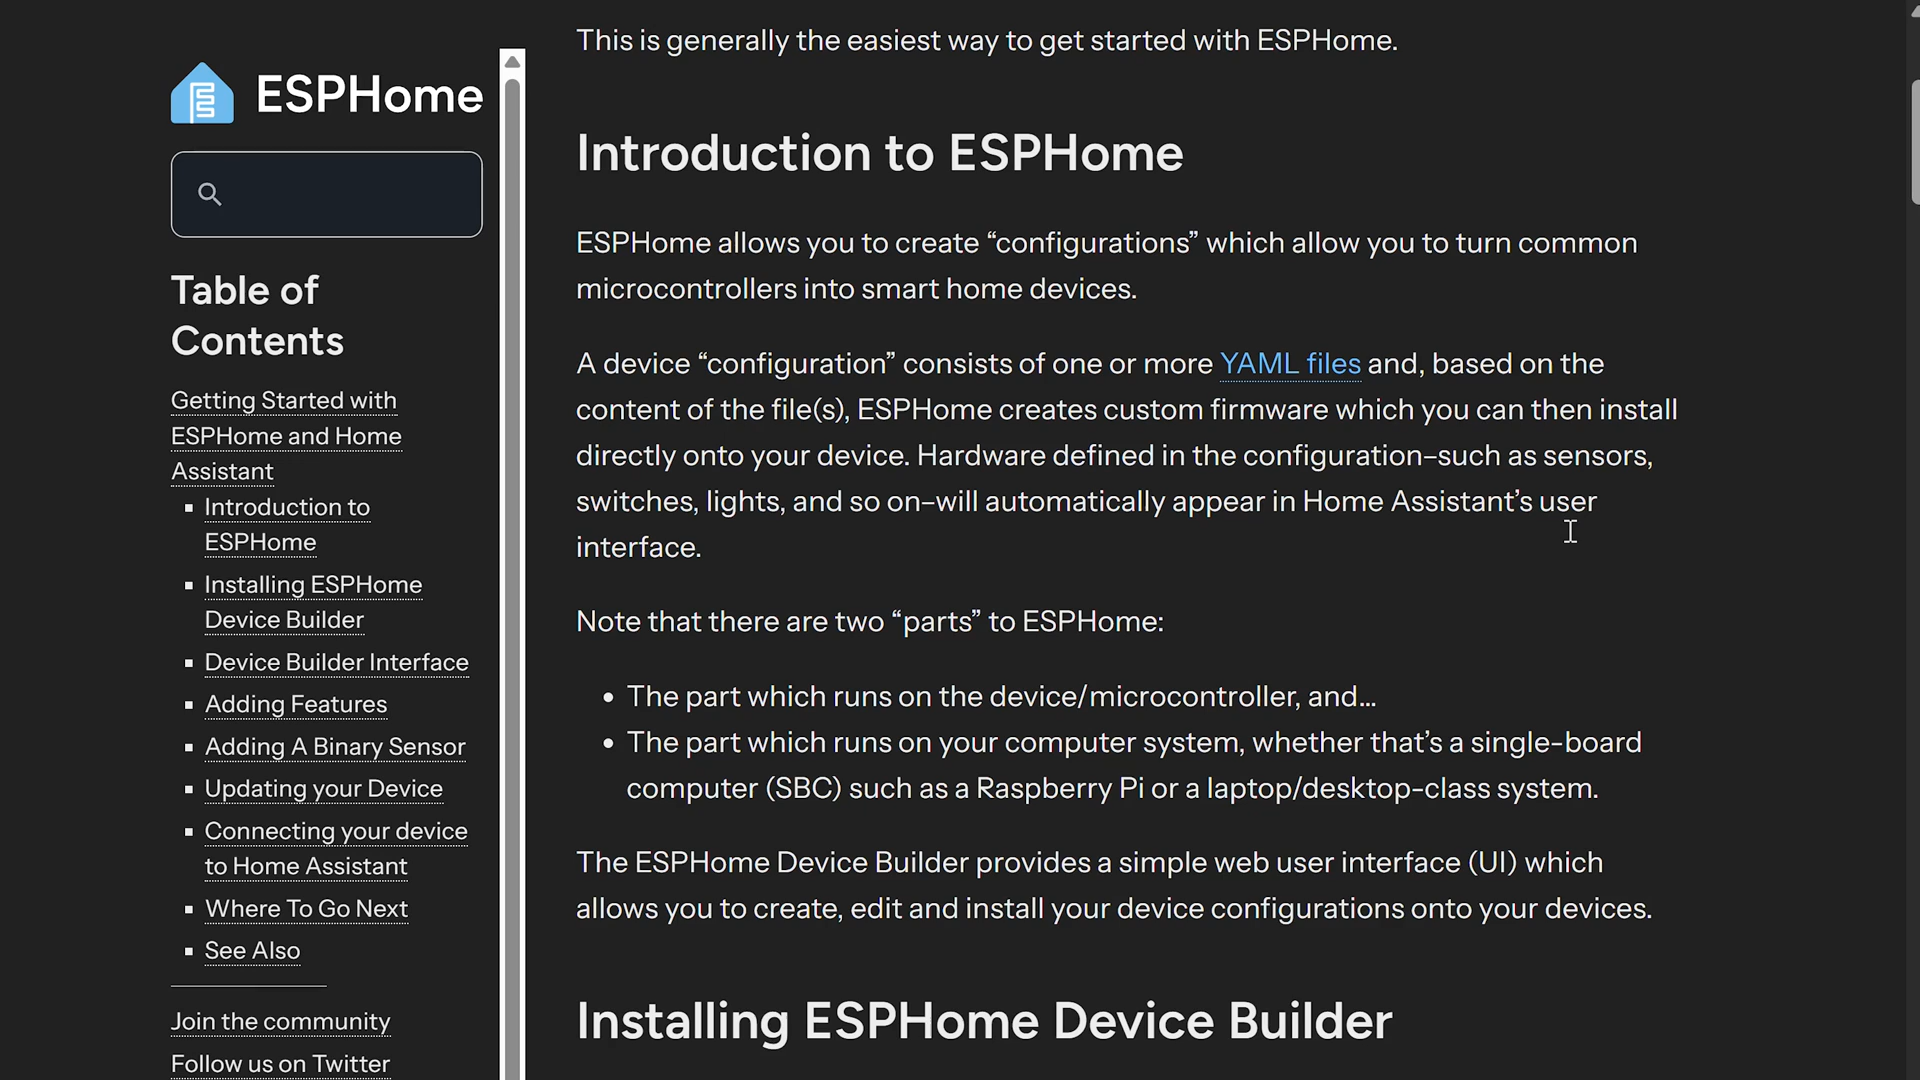 ESPHome
Table of
Contents
Getting Started with
ESPHome and Home
Assistant
Introduction to
ESPHome
Installing ESPHome
Device Builder
Device Builder Interface
Adding Features
Adding A Binary Sensor
Updating your Device
Connecting your device
to Home Assistant
Where To Go Next
See Also
Join the community
Follow us on Twitter
This is generally the easiest way to get started with ESPHome.
Introduction to ESPHome
ESPHome allows you to create “configurations” which allow you to turn common
microcontrollers into smart home devices.
A device “configuration” consists of one or more YAML files and, based on the
content of the file(s), ESPHome creates custom firmware which you can then install
directly onto your device. Hardware defined in the configuration–such as sensors,
switches, lights, and so on–will automatically appear in Home Assistant’s user
interface.
Note that there are two “parts” to ESPHome:
• The part which runs on the device/microcontroller, and…
• The part which runs on your computer system, whether that’s a single-board
computer (SBC) such as a Raspberry Pi or a laptop/desktop-class system.
The ESPHome Device Builder provides a simple web user interface (UI) which
allows you to create, edit and install your device configurations onto your devices.
Installing ESPHome Device Builder